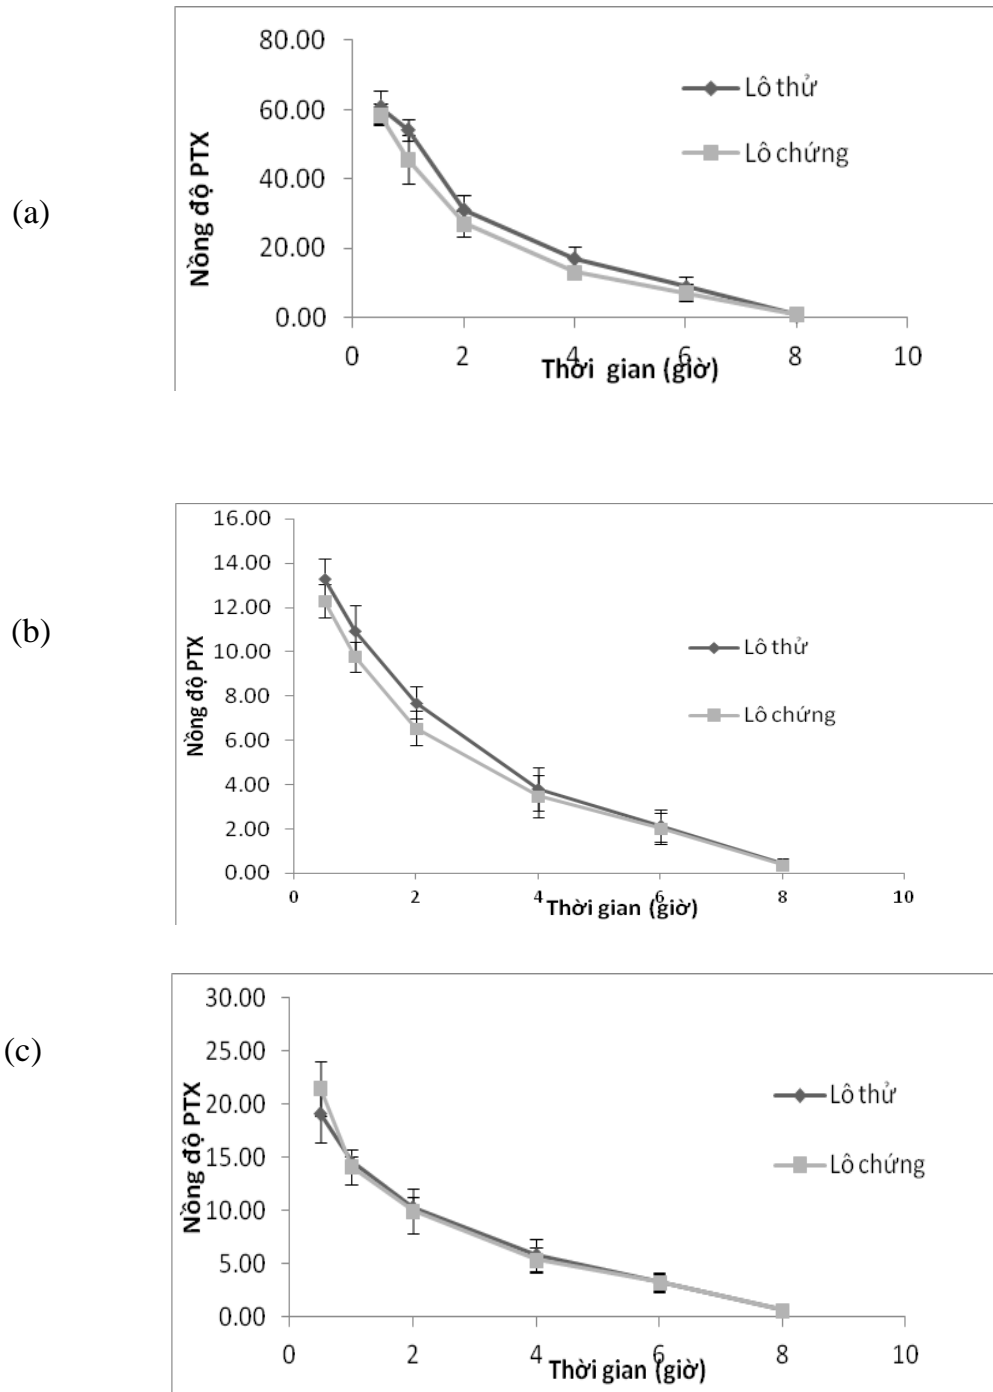 (a)
80.00
60.00
40.00
20.00
0.00
Nồng độ PTX
0 2 4 6 8 10
Thời gian (giờ)
Lô thử
Lô chứng
(b)
16.00
14.00
12.00
10.00
8.00
6.00
4.00
2.00
0.00
Nồng độ PTX
0 2 4 6 8 10
Thời gian (giờ)
Lô thử
Lô chứng
(c)
30.00
25.00
20.00
15.00
10.00
5.00
0.00
Nồng độ PTX
0 2 4 6 8 10
Thời gian (giờ)
Lô thử
Lô chứng